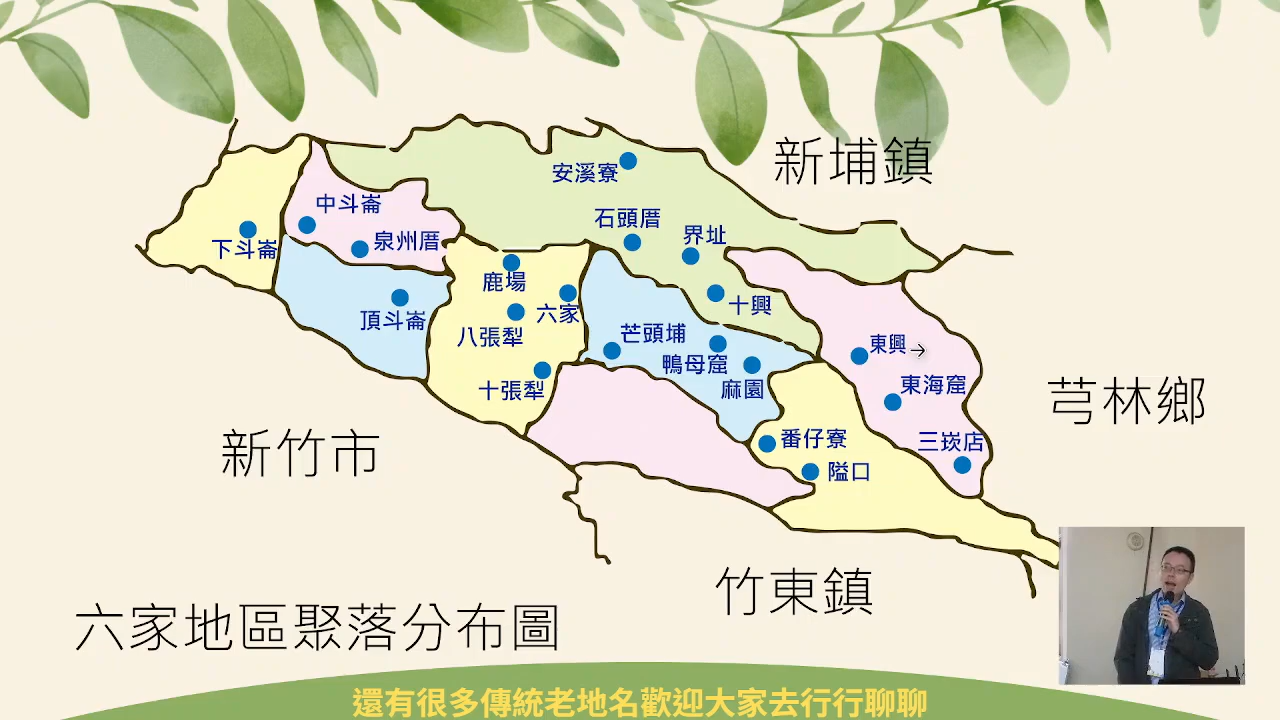 新埔鎮
安溪寮
中斗崙
石頭厝
界址
下斗崙
泉州厝
鹿場
頂斗崙
六家
十興
八張犁
芒頭埔
東興
鴨母窟
東海窟
十張犁
麻園
芎林鄉
新竹市
番仔寮
三崁店
隘口
竹東鎮
六家地區聚落分布圖
還有很多傳統老地名歡迎大家去行行聊聊